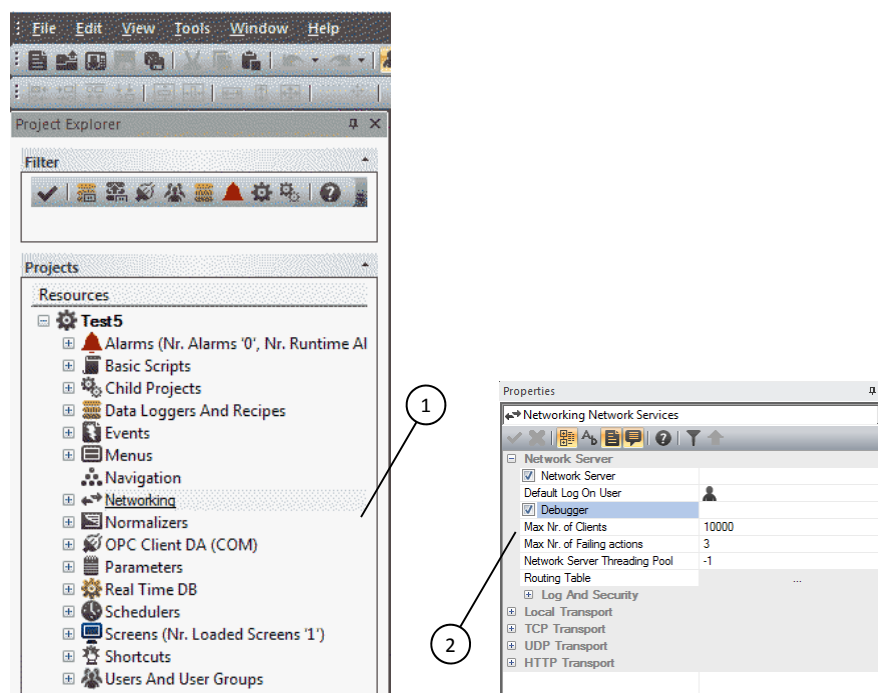 File Edit View Tools Window Help
Project Explorer
Filter
Projects
Resources
Test5
Alarms (Nr. Alarms '0', Nr. Runtime Al
Basic Scripts
Child Projects
Data Loggers And Recipes
Events
Menus
Navigation
Networking
Normalizers
OPC Client DA (COM)
Parameters
Real Time DB
Schedulers
Screens (Nr. Loaded Screens '1')
Shortcuts
Users And User Groups
1
Properties
Networking Network Services
Network Server
Network Server
Default Log On User
Debugger
Max Nr. of Clients 10000
Max Nr. of Failing actions 3
Network Server Threading Pool -1
Routing Table ...
Log And Security
Local Transport
TCP Transport
UDP Transport
HTTP Transport
2